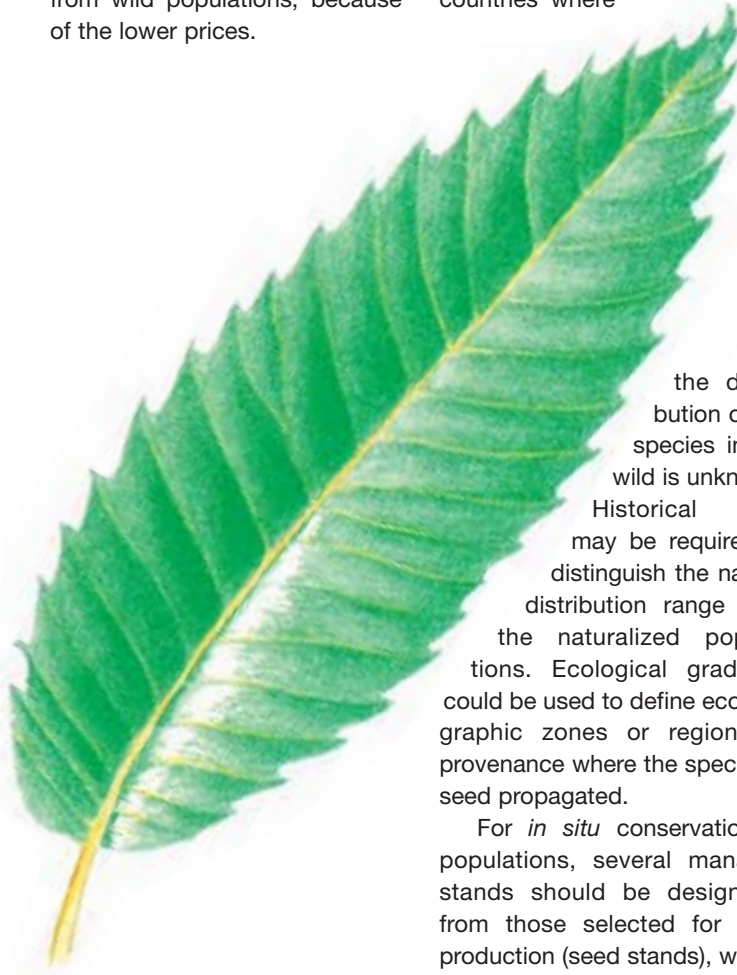 from wild populations, because
of the lower prices.
countries where
the d
bution
species
wild is unkn
Historical
may be require
distinguish the na
distribution range
the naturalized pop
tions. Ecological grad
could be used to define eco
graphic zones or region
provenance where the spec
seed propagated.
For in situ conservatio
populations, several man
stands should be design
from those selected for
production (seed stands), w